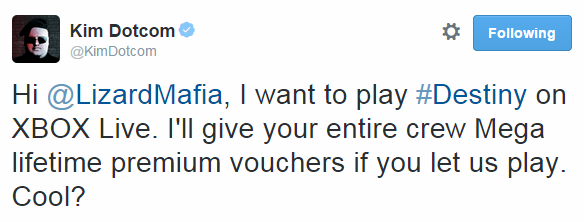 Kim Dotcom
@KimDotcom
Following
Hi @LizardMafia, I want to play #Destiny on
XBOX Live. I'll give your entire crew Mega
lifetime premium vouchers if you let us play.
Cool?